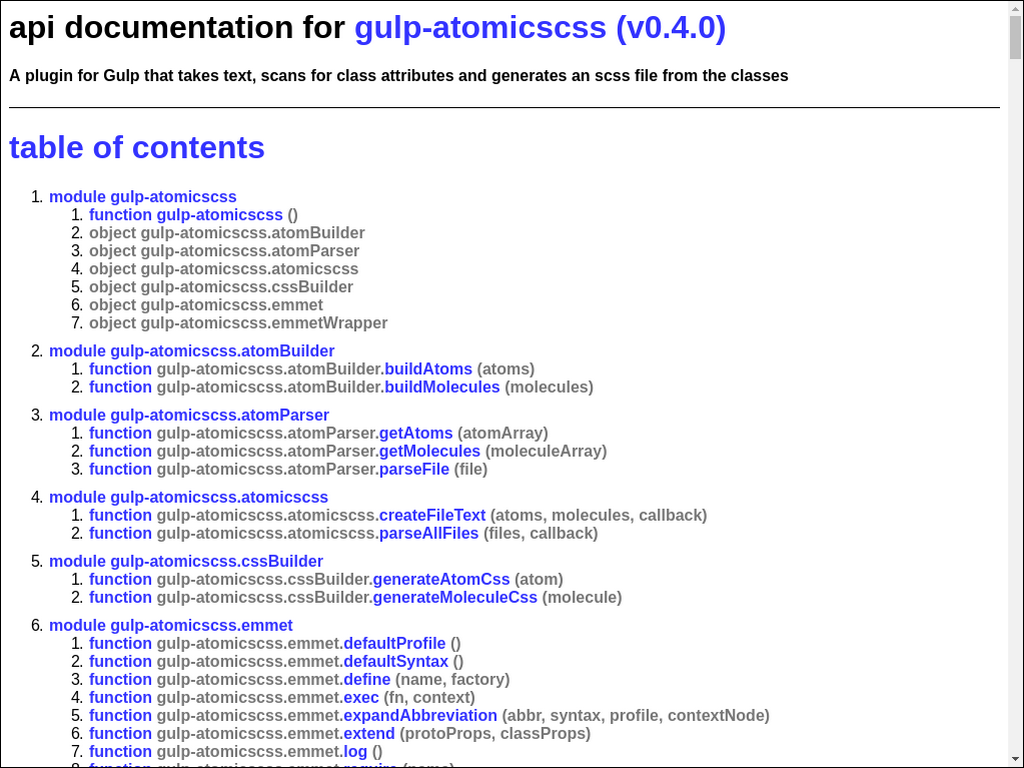 api documentation for gulp-atomicscss (v0.4.0)
A plugin for Gulp that takes text, scans for class attributes and generates an scss file from the classes
table of contents
1. module gulp-atomicscss
1. function gulp-atomicscss ()
2. object gulp-atomicscss.atomBuilder
3. object gulp-atomicscss.atomParser
4. object gulp-atomicscss.atomicscss
5. object gulp-atomicscss.cssBuilder
6. object gulp-atomicscss.emmet
7. object gulp-atomicscss.emmetWrapper
2. module gulp-atomicscss.atomBuilder
1. function gulp-atomicscss.atomBuilder.buildAtoms (atoms)
2. function gulp-atomicscss.atomBuilder.buildMolecules (molecules)
3. module gulp-atomicscss.atomParser
1. function gulp-atomicscss.atomParser.getAtoms (atomArray)
2. function gulp-atomicscss.atomParser.getMolecules (moleculeArray)
3. function gulp-atomicscss.atomParser.parseFile (file)
4. module gulp-atomicscss.atomicscss
1. function gulp-atomicscss.atomicscss.createFileText (atoms, molecules, callback)
2. function gulp-atomicscss.atomicscss.parseAllFiles (files, callback)
5. module gulp-atomicscss.cssBuilder
1. function gulp-atomicscss.cssBuilder.generateAtomCss (atom)
2. function gulp-atomicscss.cssBuilder.generateMoleculeCss (molecule)
6. module gulp-atomicscss.emmet
1. function gulp-atomicscss.emmet.defaultProfile ()
2. function gulp-atomicscss.emmet.defaultSyntax ()
3. function gulp-atomicscss.emmet.define (name, factory)
4. function gulp-atomicscss.emmet.exec (fn, context)
5. function gulp-atomicscss.emmet.expandAbbreviation (abbr, syntax, profile, contextNode)
6. function gulp-atomicscss.emmet.extend (protoProps, classProps)
7. function gulp-atomicscss.emmet.log ()
8. function gulp-atomicscss.emmet.require (name)